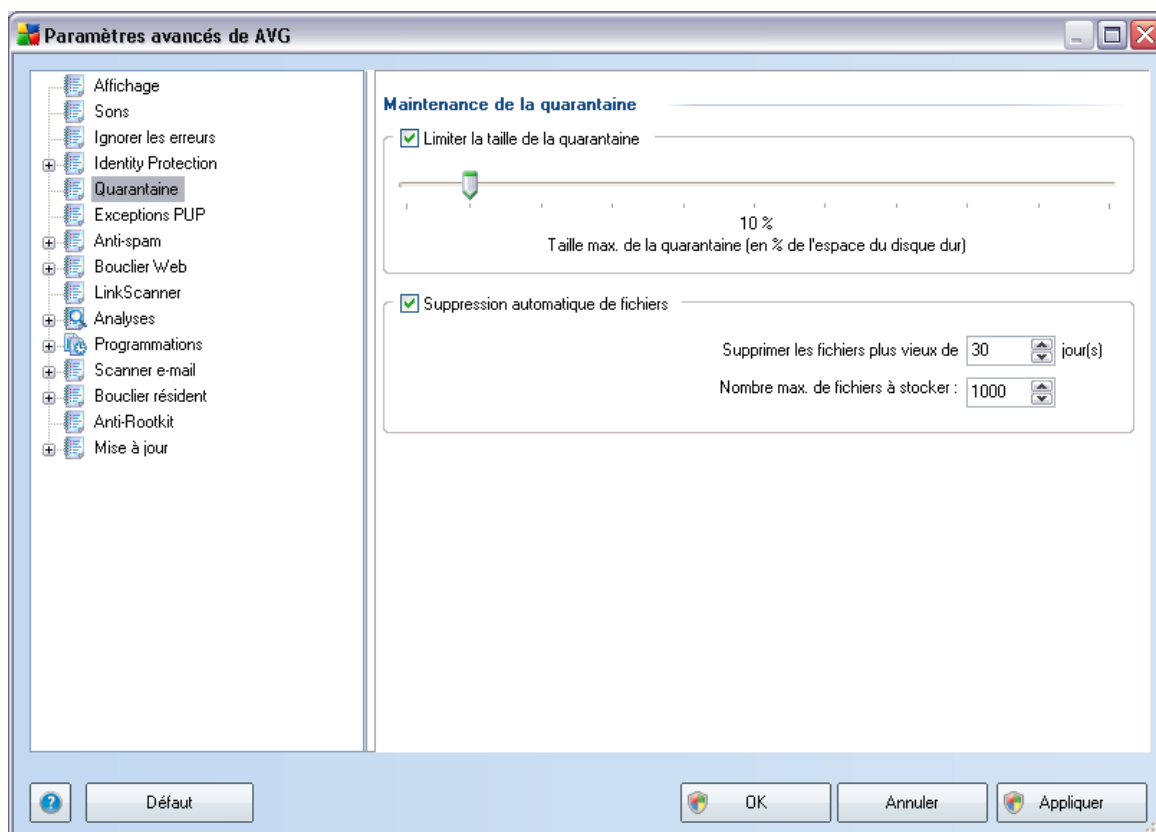 Paramètres avancés de AVG
Affichage
Sons
Ignorer les erreurs
Identity Protection
Quarantaine
Exceptions PUP
Anti-spam
Bouclier Web
LinkScanner
Analyses
Programmations
Scanner e-mail
Bouclier résident
Anti-Rootkit
Mise à jour
Maintenance de la quarantaine
Limiter la taille de la quarantaine
10 %
Taille max. de la quarantaine (en % de l'espace du disque dur)
Suppression automatique de fichiers
Supprimer les fichiers plus vieux de 30 jour(s)
Nombre max. de fichiers à stocker : 1000
? Défaut OK Annuler Appliquer